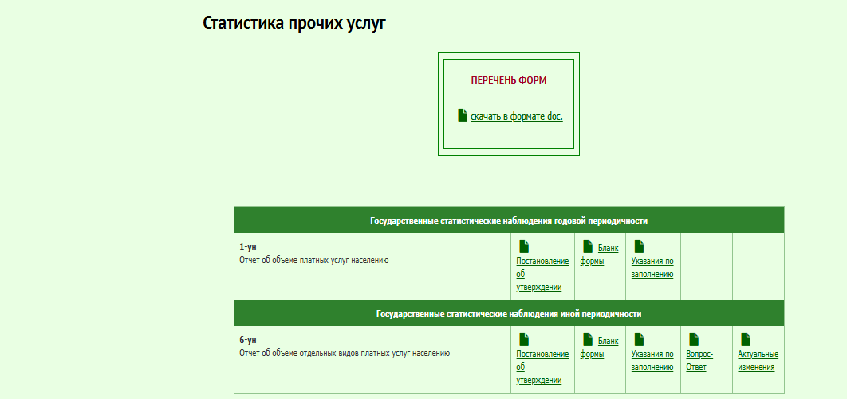 Статистика прочих услуг
ПЕРЕЧЕНЬ ФОРМ
скачать в формате doc.
Государственные статистические наблюдения годовой периодичности
1-ун
Отчет об объеме платных услуг населению
Постановление
об
утверждении
Бланк
формы
Указания по
заполнению
Государственные статистические наблюдения иной периодичности
6-ун
Отчет об объеме отдельных видов платных услуг населению
Постановление
об
утверждении
Бланк
формы
Указания по
заполнению
Вопрос-
Ответ
Актуальные
изменения